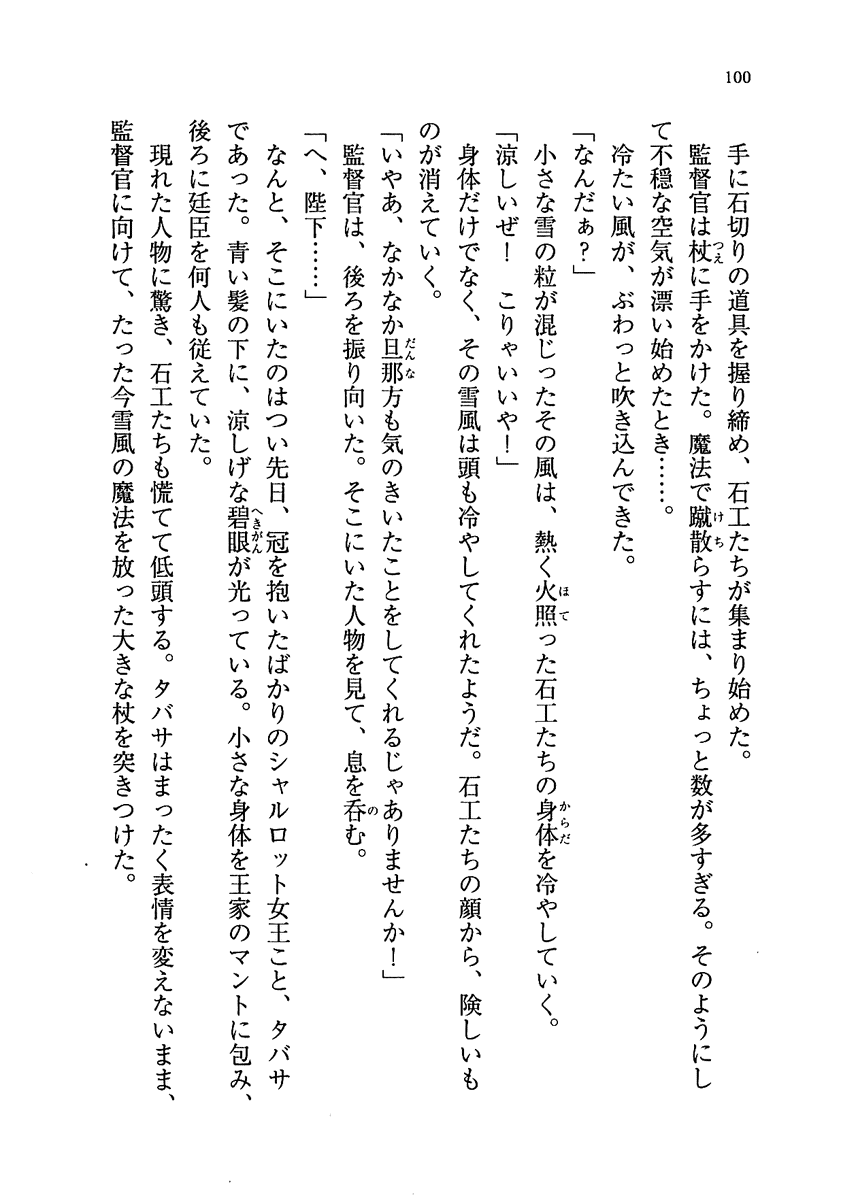 100
手に石切りの道具を握り締め、石工たちが集まり始めた。
監督官は杖に手をかけた。魔法で蹴散らすには、ちょっと数が多すぎる。そのようにし
て不穏な空気が漂い始めたとき……。
冷たい風が、ぶわっと吹き込んできた。
「なんだぁ？」
小さな雪の粒が混じったその風は、熱く火照った石工たちの身体を冷やしていく。
「涼しいぜ！　こりゃいいや！」
身体だけでなく、その雪風は頭も冷やしてくれたようだ。石工たちの顔から、険しいも
のが消えていく。
「いやあ、なかなか旦那方も気のきいたことをしてくれるじゃありませんか！」
監督官は、後ろを振り向いた。そこにいた人物を見て、息を呑む。
「へ、陛下……」
なんと、そこにいたのはつい先日、冠を抱いたばかりのシャルロット女王こと、タバサ
であった。青い髪の下に、涼しげな碧眼が光っている。小さな身体を王家のマントに包み、
後ろに廷臣を何人も従えていた。
現れた人物に驚き、石工たちも慌てて低頭する。タバサはまったく表情を変えないまま、
監督官に向けて、たった今雪風の魔法を放った大きな杖を突きつけた。